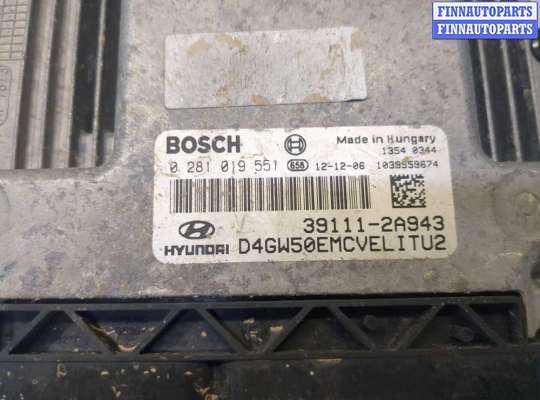 FINNAUTOPARTS
FINNAUTOPARTS
BOSCH
Made in Hungary
1354 0344
0 281 019 551 658 12-12-06 1039S59674
39111-2A943
HYUNDAI D4GW50EMCVELITU2